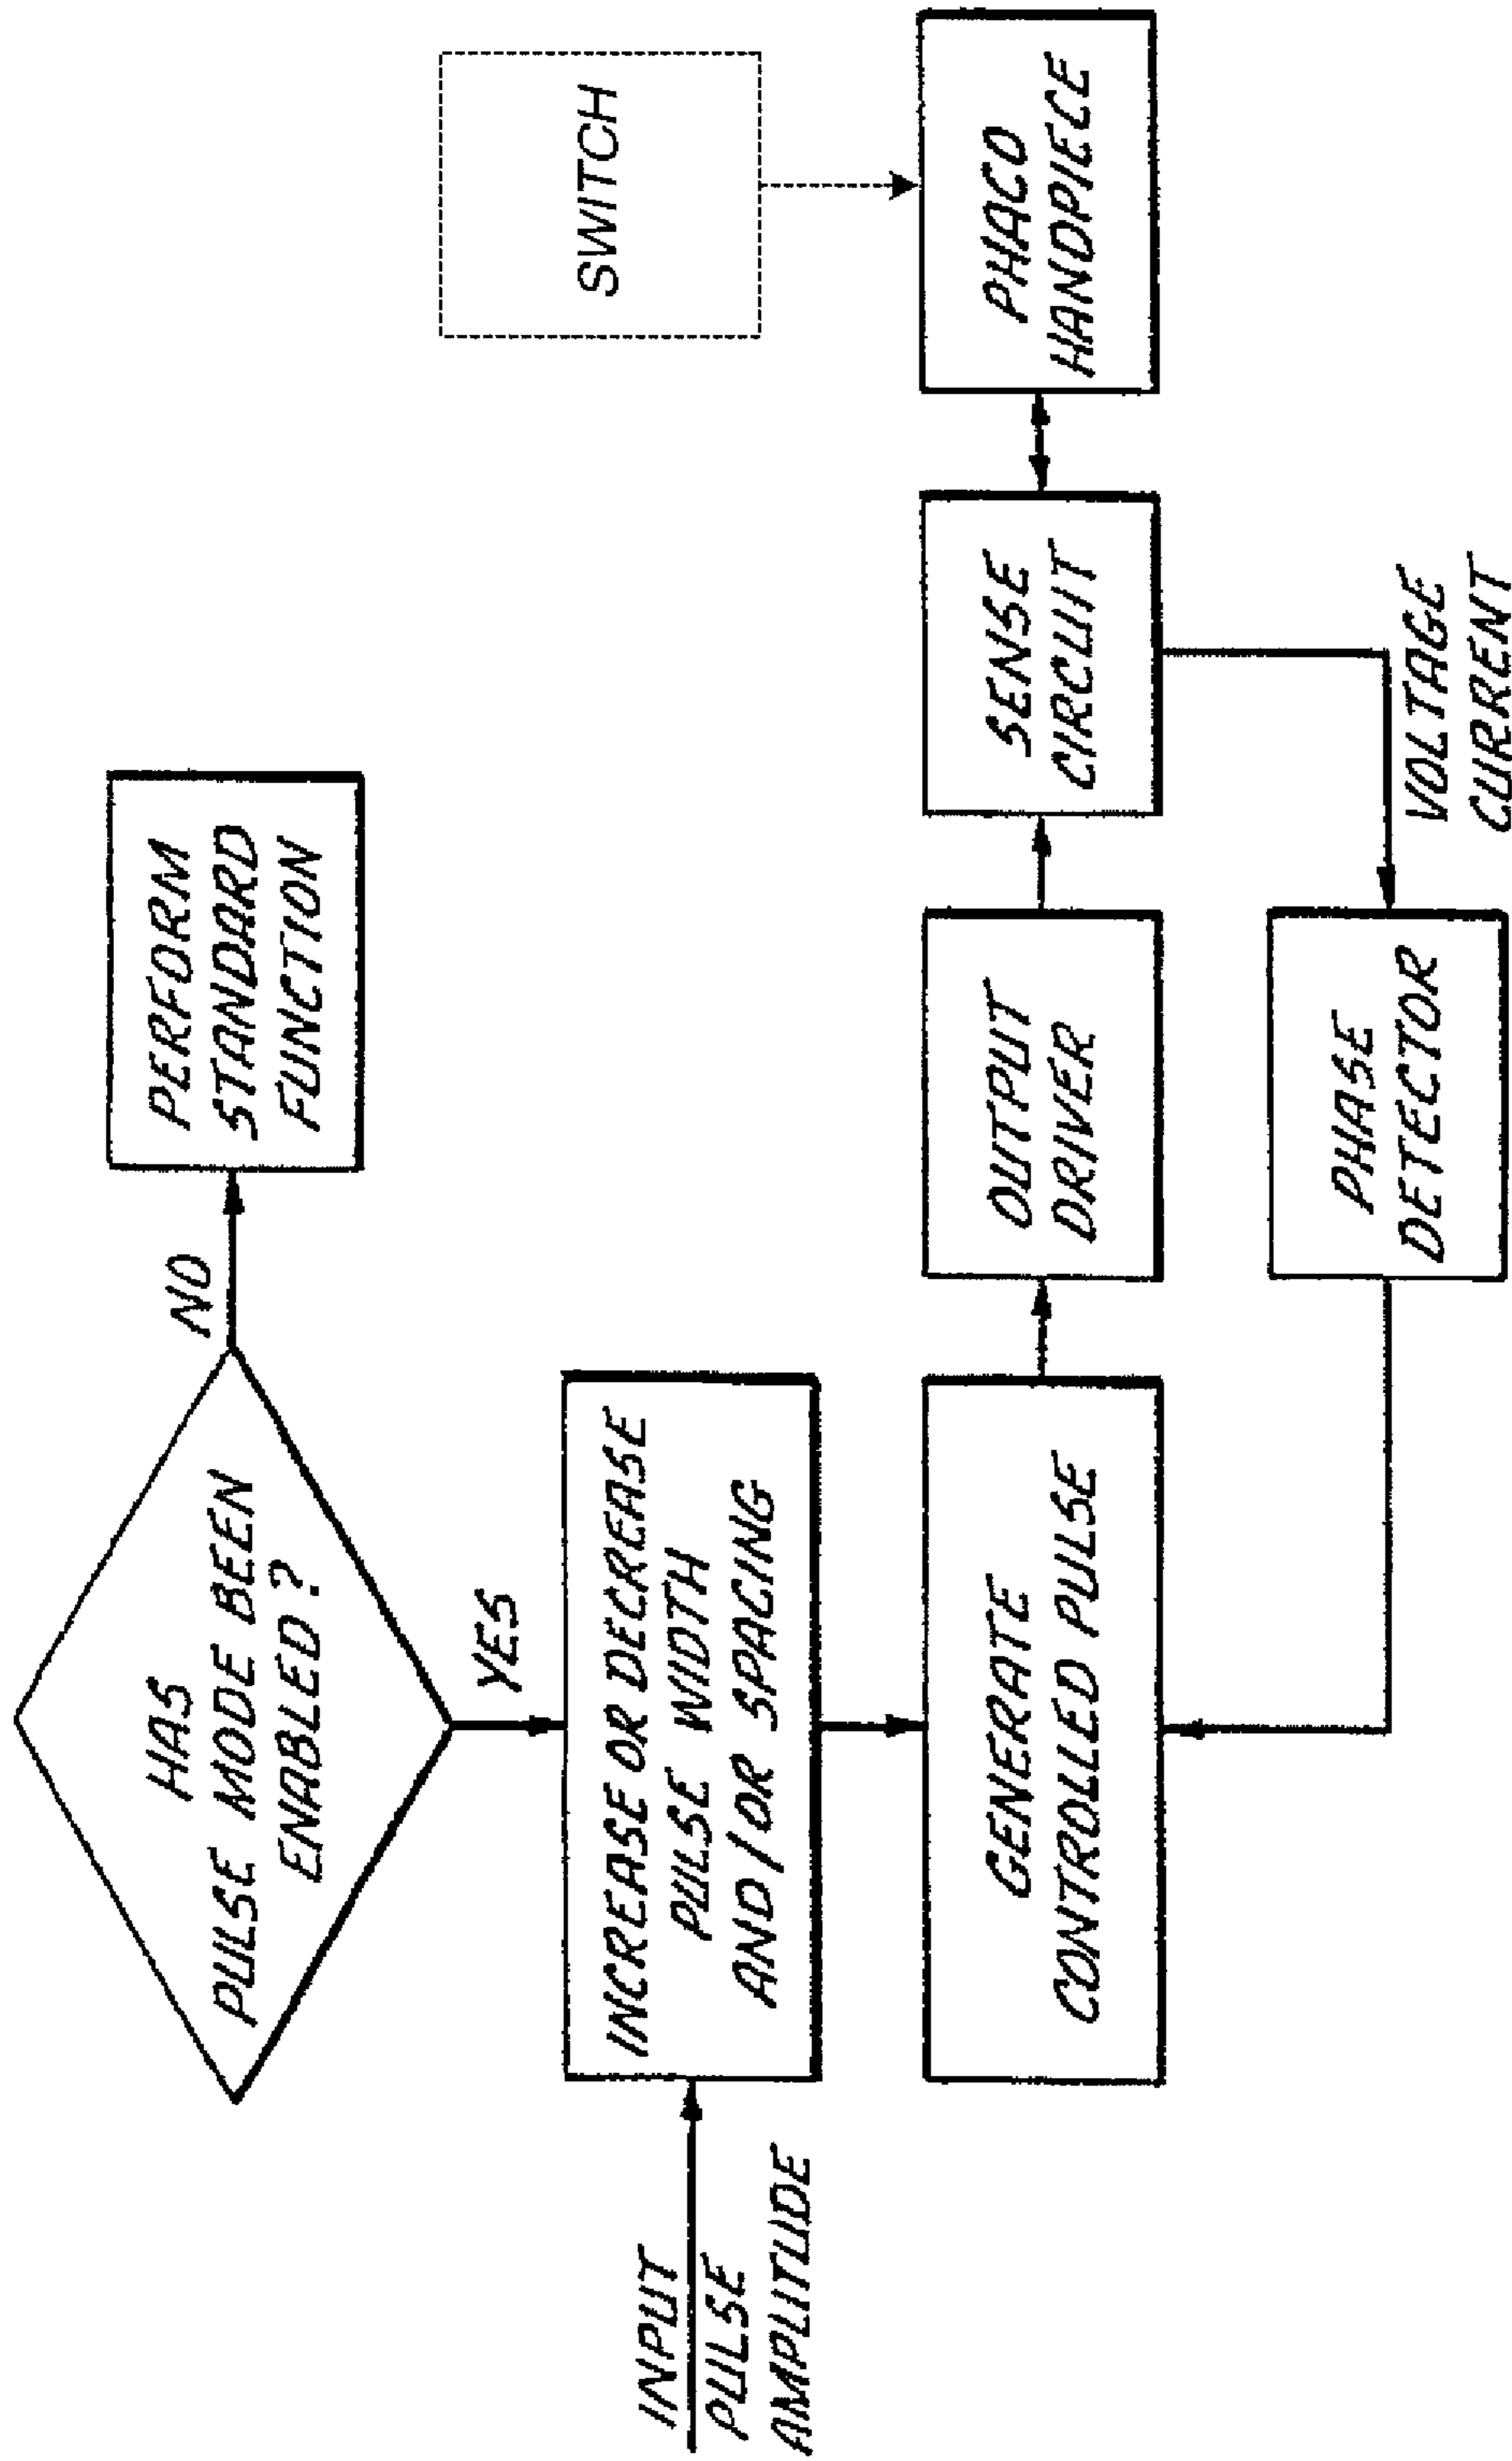 HAS
PULSE MODE BEEN
ENABLED?
NO
PERFORM
STANDARD
FUNCTION
YES
INPUT
PULSE
AMPLITUDE
INCREASE OR DECREASE
PULSE WIDTH
AND/OR SPACING
SWITCH
GENERATE
CONTROLLED PULSE
OUTPUT
DRIVER
SENSE
CIRCUIT
PHACO
HANDPIECE
PHASE
DETECTOR
VOLTAGE
CURRENT